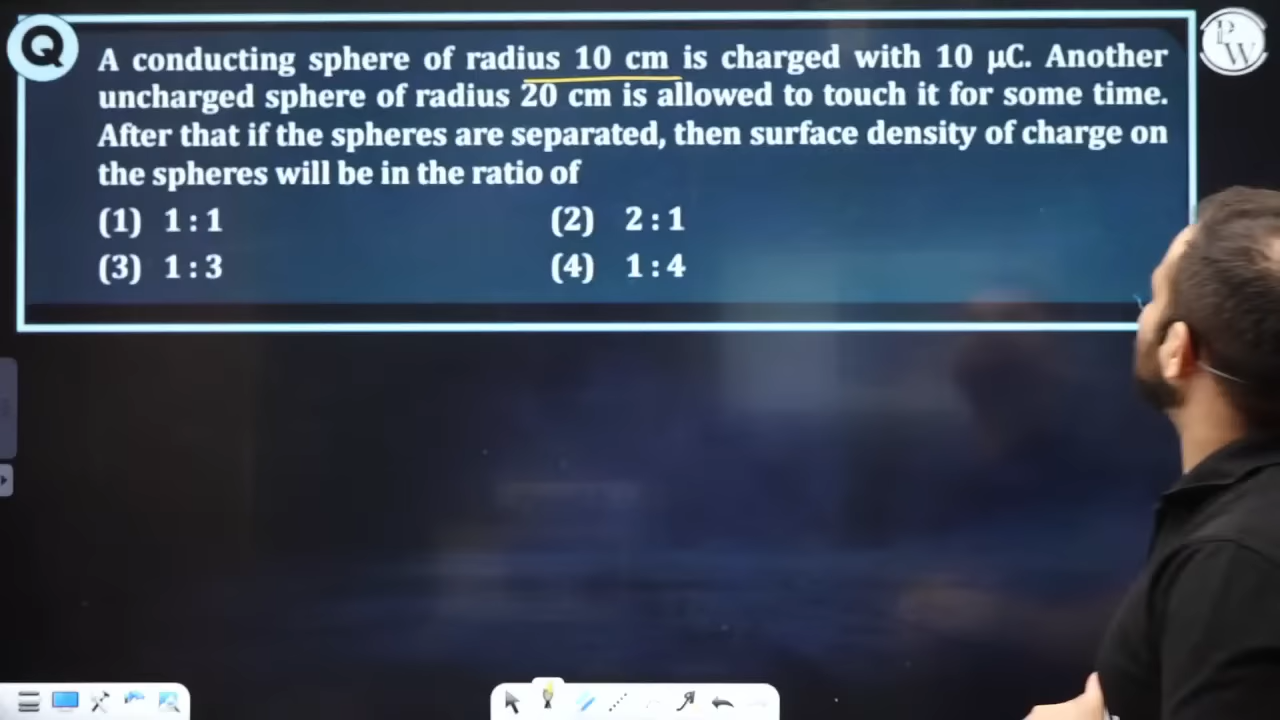 Q
A conducting sphere of radius 10 cm is charged with 10 μC. Another
uncharged sphere of radius 20 cm is allowed to touch it for some time.
After that if the spheres are separated, then surface density of charge on
the spheres will be in the ratio of
(1) 1 : 1 (2) 2 : 1
(3) 1 : 3 (4) 1 : 4
P
W